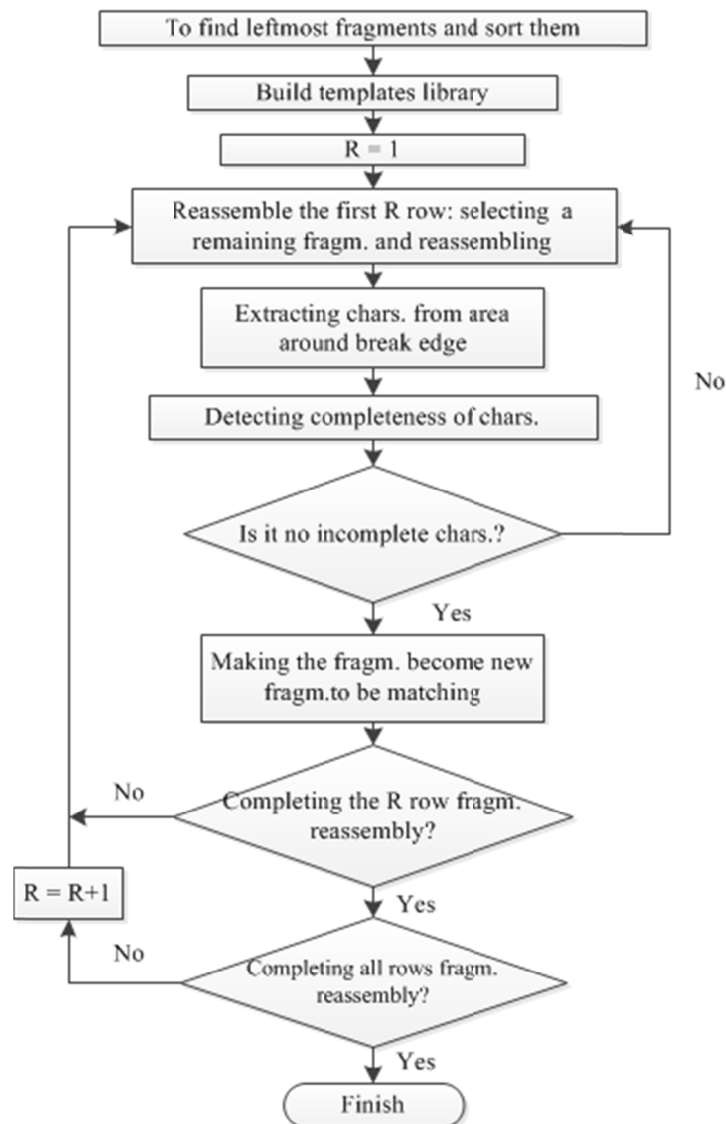 To find leftmost fragments and sort them
Build templates library
R = 1
Reassemble the first R row: selecting a
remaining fragm. and reassembling
Extracting chars. from area
around break edge
No
Detecting completeness of chars.
Is it no incomplete chars.?
Yes
Making the fragm. become new
fragm.to be matching
No
Completing the R row fragm.
reassembly?
R = R+1
Yes
No
Completing all rows fragm.
reassembly?
Yes
Finish